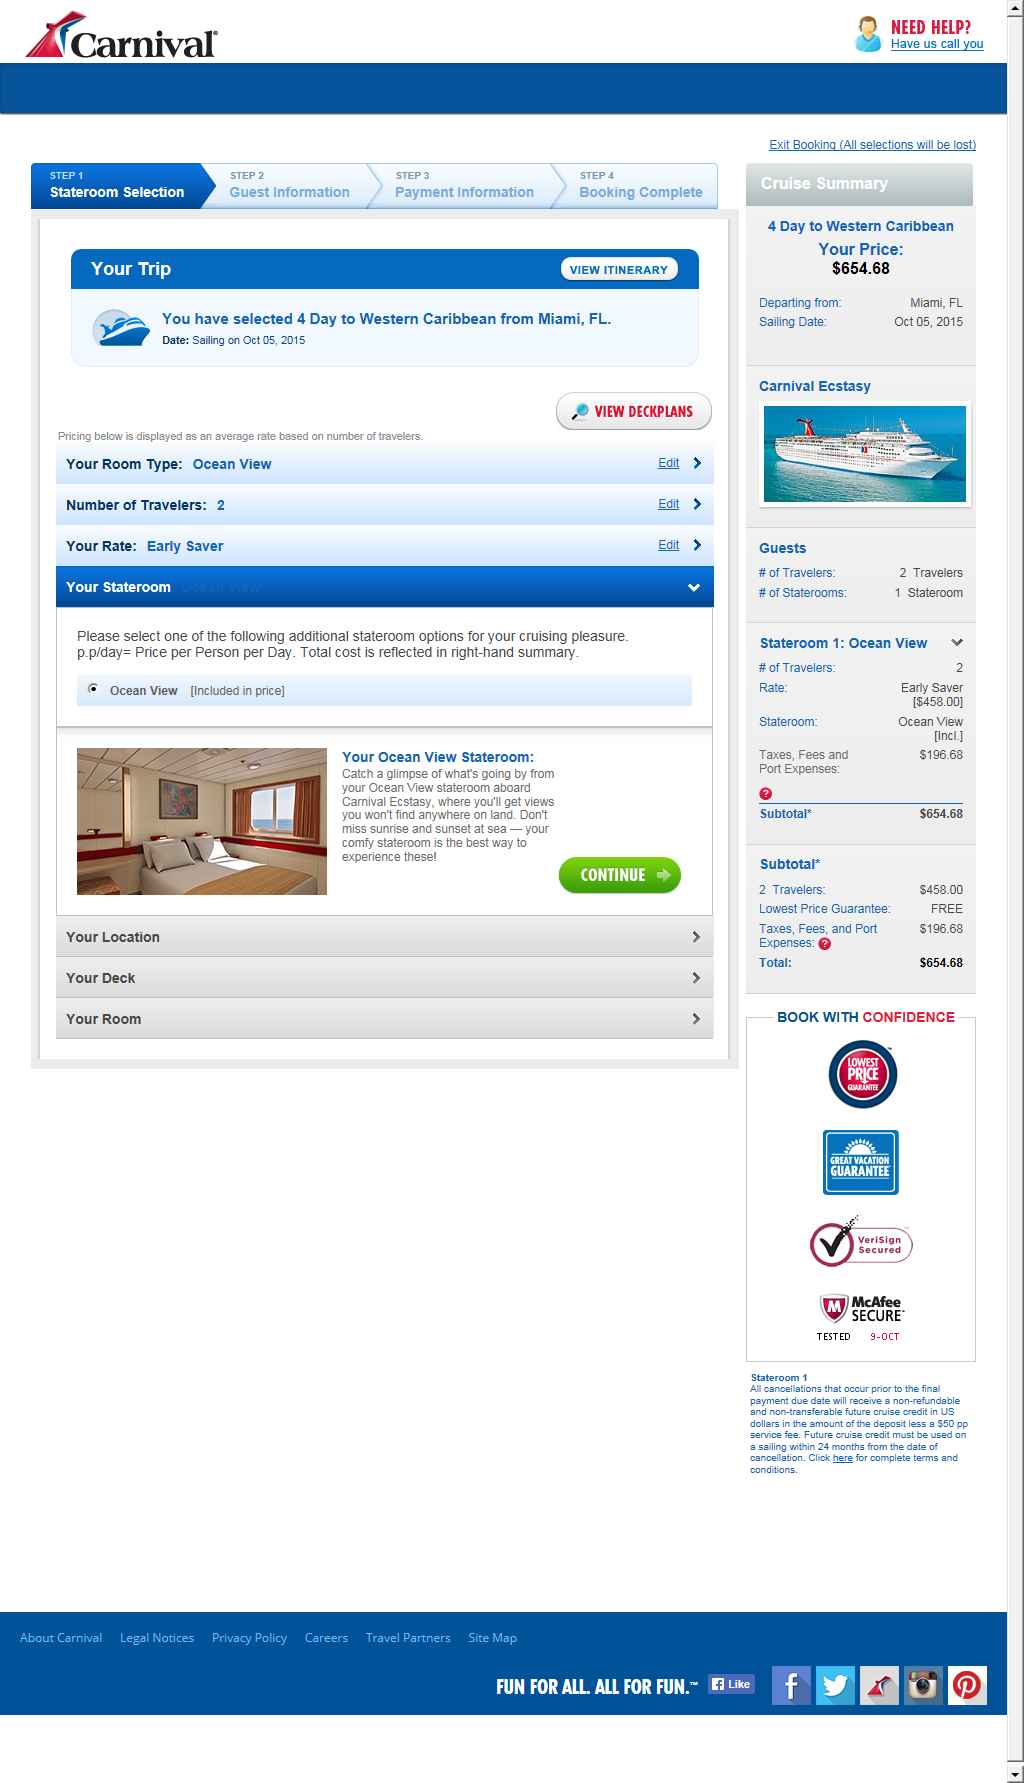 Carnival
NEED HELP?
Have us call you
Exit Booking (All selections will be lost)
STEP 1
Stateroom Selection
STEP 2
Guest Information
STEP 3
Payment Information
STEP 4
Booking Complete
Your Trip
VIEW ITINERARY
You have selected 4 Day to Western Caribbean from Miami, FL.
Date: Sailing on Oct 05, 2015
VIEW DECKPLANS
Pricing below is displayed as an average rate based on number of travelers.
Your Room Type: Ocean View Edit
Number of Travelers: 2 Edit
Your Rate: Early Saver Edit
Your Stateroom Ocean View
Please select one of the following additional stateroom options for your cruising pleasure.
p.p/day= Price per Person per Day. Total cost is reflected in right-hand summary.
Ocean View [Included in price]
Your Ocean View Stateroom:
Catch a glimpse of what's going by from
your Ocean View stateroom aboard
Carnival Ecstasy, where you'll get views
you won't find anywhere on land. Don't
miss sunrise and sunset at sea — your
comfy stateroom is the best way to
experience these!
CONTINUE
Your Location
Your Deck
Your Room
Cruise Summary
4 Day to Western Caribbean
Your Price:
$654.68
Departing from: Miami, FL
Sailing Date: Oct 05, 2015
Carnival Ecstasy
Guests
# of Travelers: 2 Travelers
# of Staterooms: 1 Stateroom
Stateroom 1: Ocean View
# of Travelers: 2
Rate: Early Saver
[$458.00]
Stateroom: Ocean View
[Incl.]
Taxes, Fees and $196.68
Port Expenses:
?
Subtotal* $654.68
Subtotal*
2 Travelers: $458.00
Lowest Price Guarantee: FREE
Taxes, Fees, and Port $196.68
Expenses: ?
Total: $654.68
BOOK WITH CONFIDENCE
LOWEST
PRICE
GUARANTEE
GREAT VACATION
GUARANTEE
VeriSign
Secured
McAfee
SECURE
TESTED 9-OCT
Stateroom 1
All cancellations that occur prior to the final
payment due date will receive a non-refundable
and non-transferable future cruise credit in US
dollars in the amount of the deposit less a $50 pp
service fee. Future cruise credit must be used on
a sailing within 24 months from the date of
cancellation. Click here for complete terms and
conditions.
About Carnival Legal Notices Privacy Policy Careers Travel Partners Site Map
FUN FOR ALL. ALL FOR FUN.™ Like